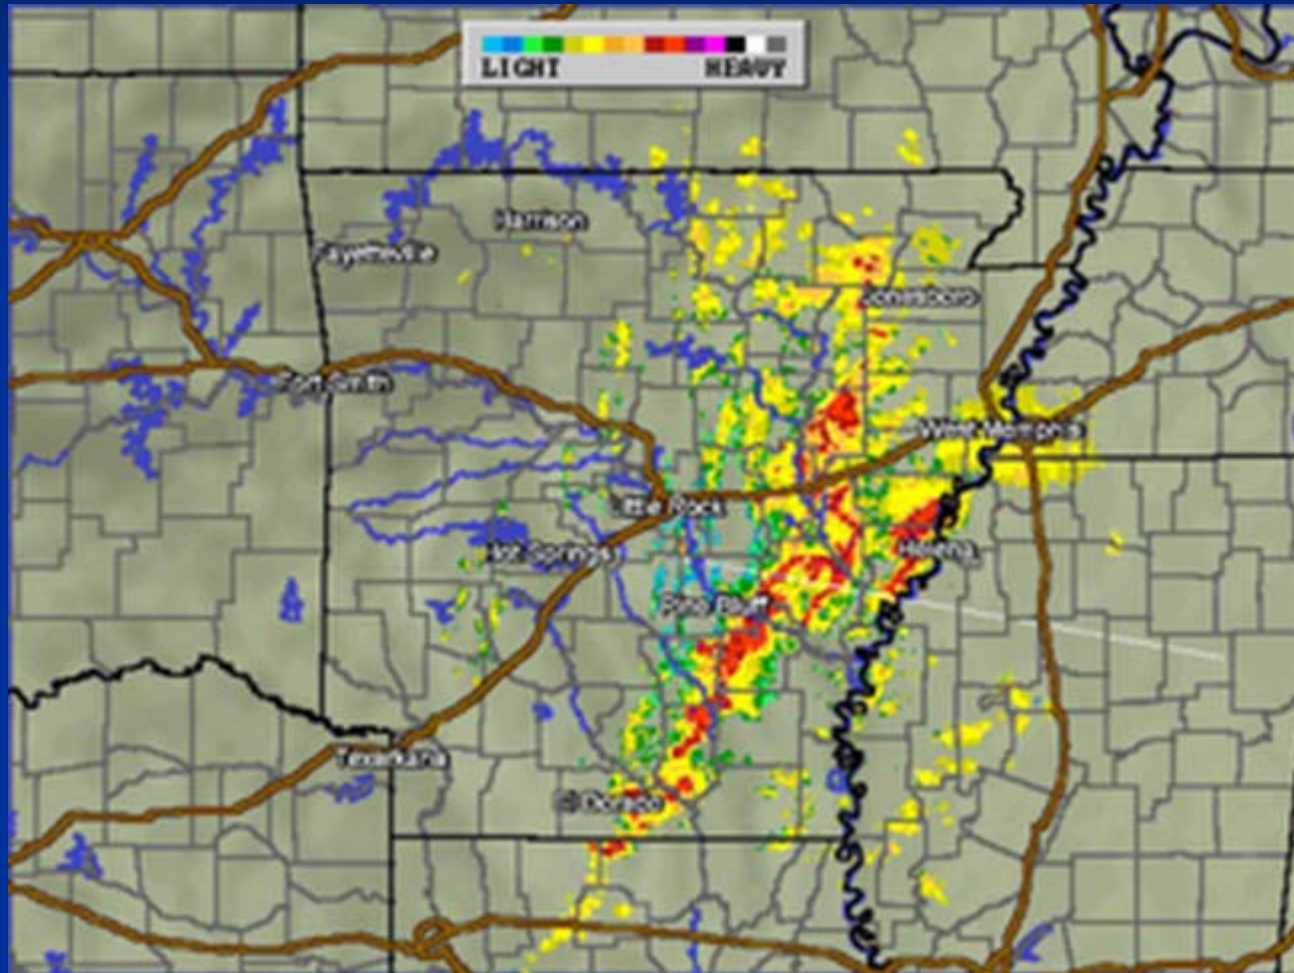 LIGHT HEAVY
Harrison
Fayetteville
Jonesboro
Fort Smith
West Memphis
Little Rock
Hot Springs
Helena
Pine Bluff
Texarkana
El Dorado